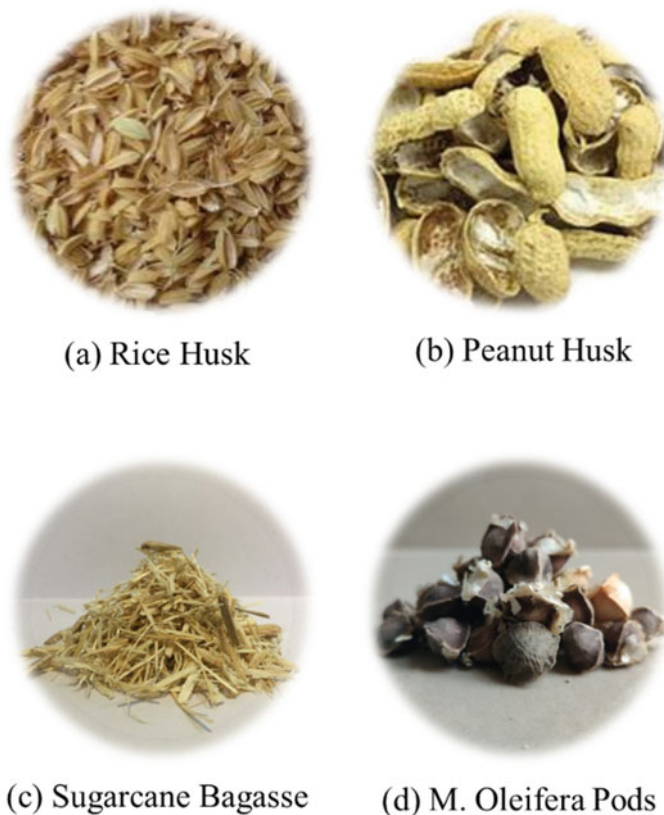 (a) Rice Husk
(b) Peanut Husk
(c) Sugarcane Bagasse
(d) M. Oleifera Pods